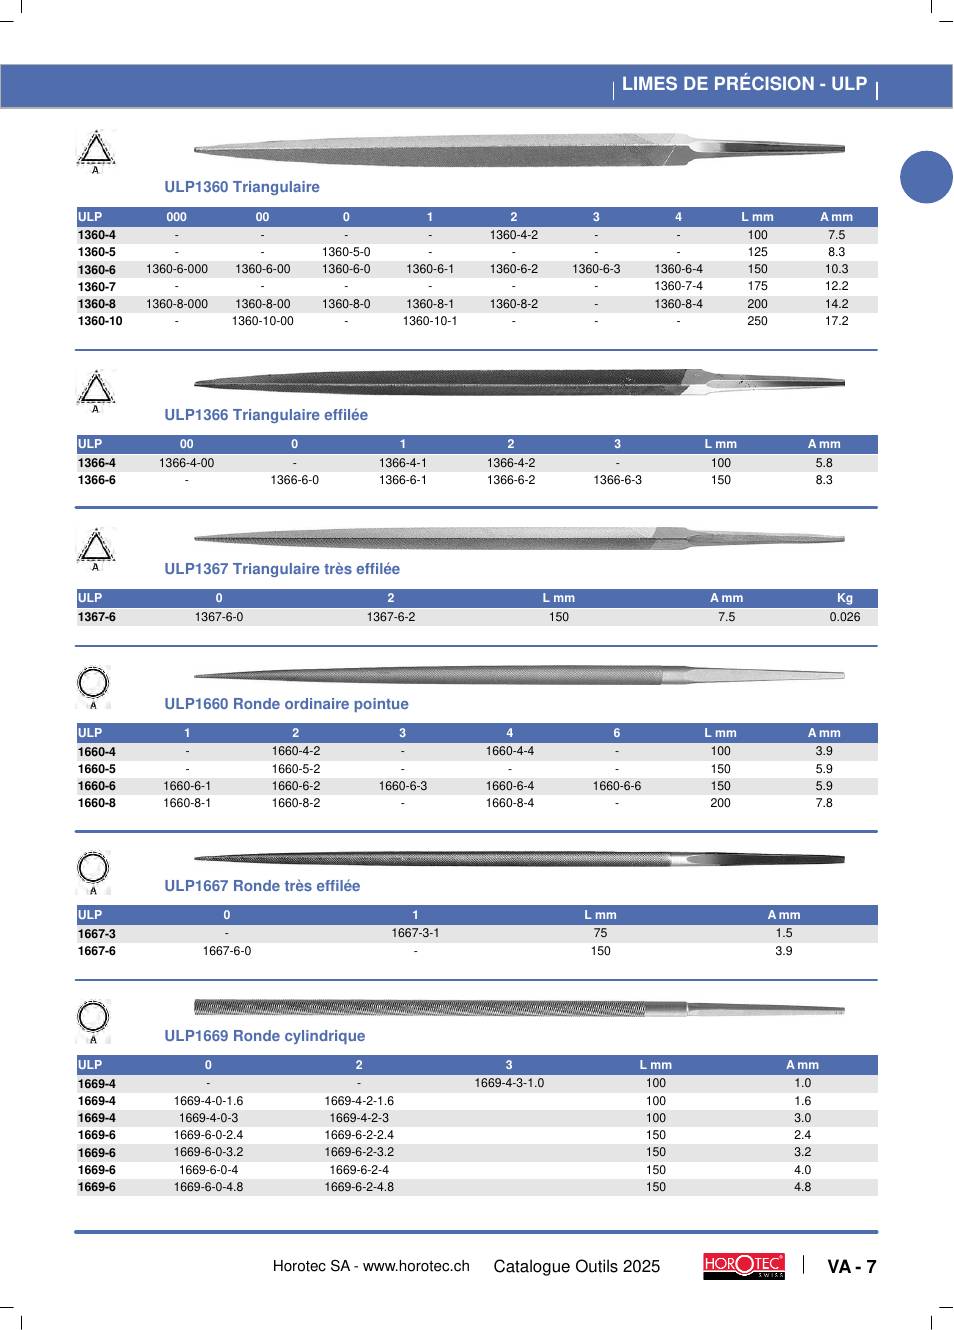 LIMES DE PRÉCISION - ULP
A
ULP1360 Triangulaire
ULP 000 00 0 1 2 3 4 L mm A mm
1360-4 - - - - 1360-4-2 - - 100 7.5
1360-5 - - 1360-5-0 - - - - 125 8.3
1360-6 1360-6-000 1360-6-00 1360-6-0 1360-6-1 1360-6-2 1360-6-3 1360-6-4 150 10.3
1360-7 - - - - - - 1360-7-4 175 12.2
1360-8 1360-8-000 1360-8-00 1360-8-0 1360-8-1 1360-8-2 - 1360-8-4 200 14.2
1360-10 - 1360-10-00 - 1360-10-1 - - - 250 17.2
A
ULP1366 Triangulaire effilée
ULP 00 0 1 2 3 L mm A mm
1366-4 1366-4-00 - 1366-4-1 1366-4-2 - 100 5.8
1366-6 - 1366-6-0 1366-6-1 1366-6-2 1366-6-3 150 8.3
A
ULP1367 Triangulaire très effilée
ULP 0 2 L mm A mm Kg
1367-6 1367-6-0 1367-6-2 150 7.5 0.026
A
ULP1660 Ronde ordinaire pointue
ULP 1 2 3 4 6 L mm A mm
1660-4 - 1660-4-2 - 1660-4-4 - 100 3.9
1660-5 - 1660-5-2 - - - 150 5.9
1660-6 1660-6-1 1660-6-2 1660-6-3 1660-6-4 1660-6-6 150 5.9
1660-8 1660-8-1 1660-8-2 - 1660-8-4 - 200 7.8
A
ULP1667 Ronde très effilée
ULP 0 1 L mm A mm
1667-3 - 1667-3-1 75 1.5
1667-6 1667-6-0 - 150 3.9
A
ULP1669 Ronde cylindrique
ULP 0 2 3 L mm A mm
1669-4 - - 1669-4-3-1.0 100 1.0
1669-4 1669-4-0-1.6 1669-4-2-1.6 100 1.6
1669-4 1669-4-0-3 1669-4-2-3 100 3.0
1669-6 1669-6-0-2.4 1669-6-2-2.4 150 2.4
1669-6 1669-6-0-3.2 1669-6-2-3.2 150 3.2
1669-6 1669-6-0-4 1669-6-2-4 150 4.0
1669-6 1669-6-0-4.8 1669-6-2-4.8 150 4.8
Horotec SA - www.horotec.ch Catalogue Outils 2025 HOROTEC® SWISS VA - 7